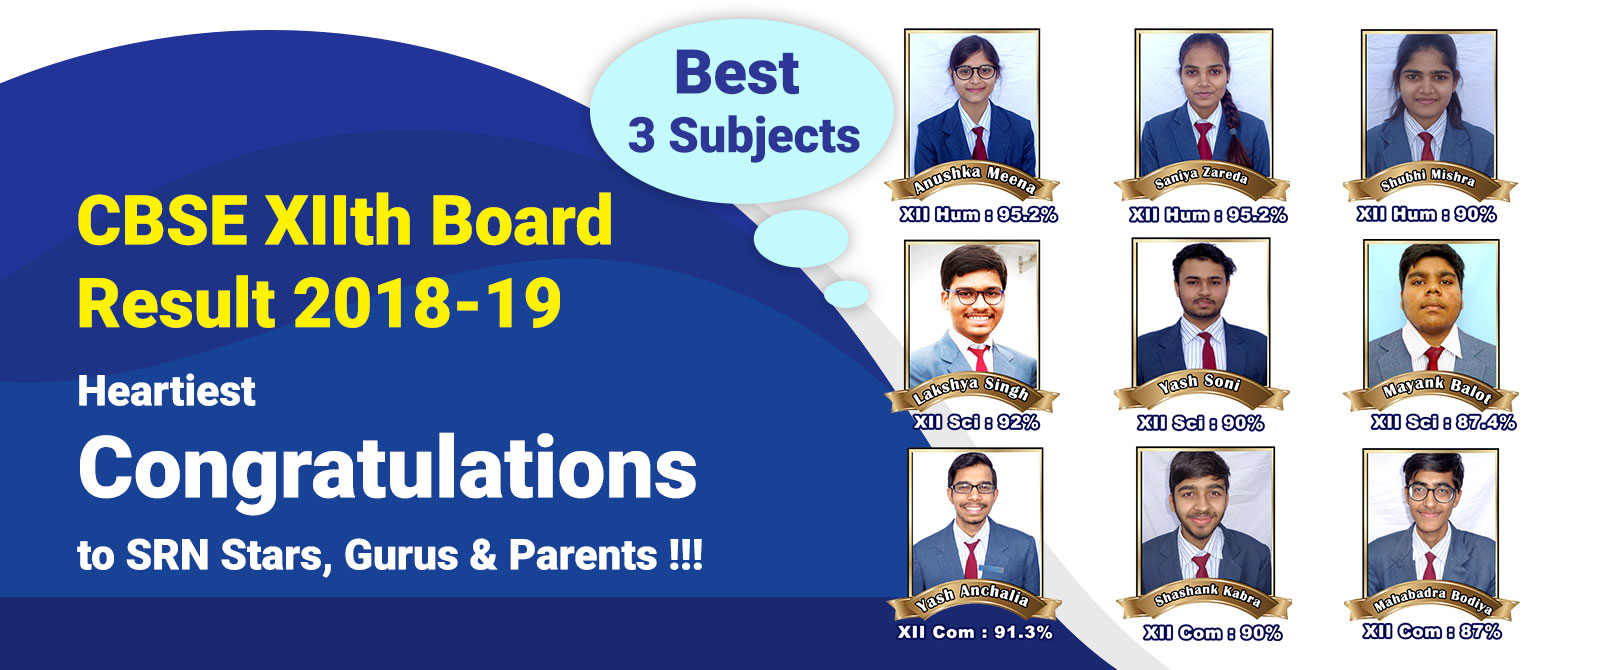 Best
3 Subjects
CBSE XIIth Board
Result 2018-19
Heartiest
Congratulations
to SRN Stars, Gurus & Parents !!!
Anushka Meena
XII Hum : 95.2%
Saniya Zareda
XII Hum : 95.2%
Shubhi Mishra
XII Hum : 90%
Lakshya Singh
XII Sci : 92%
Yash Soni
XII Sci : 90%
Mayank Balot
XII Sci : 87.4%
Yash Anchalia
XII Com : 91.3%
Shashank Kabra
XII Com : 90%
Mahabadra Bodiya
XII Com : 87%